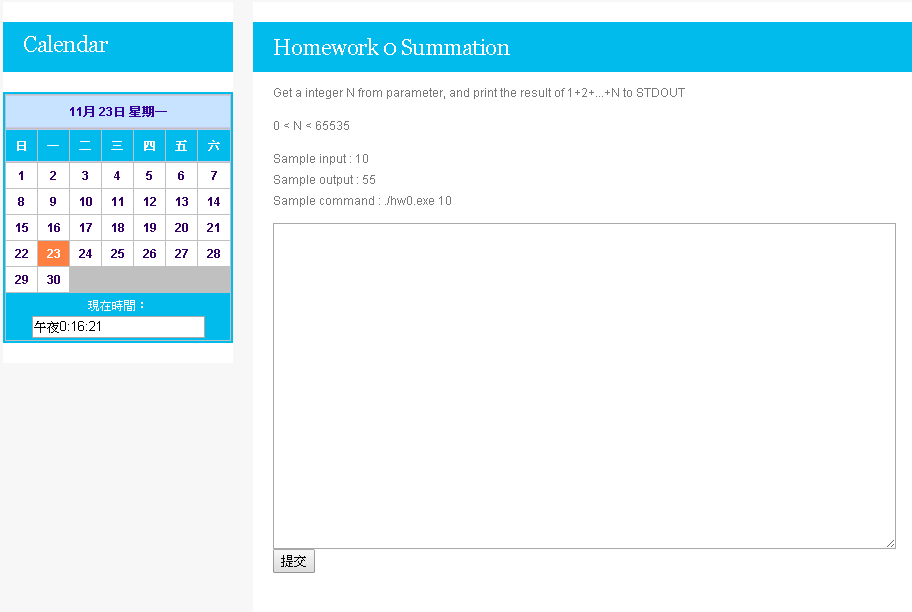 Calendar
11月 23日 星期一
日 一 二 三 四 五 六
1 2 3 4 5 6 7
8 9 10 11 12 13 14
15 16 17 18 19 20 21
22 23 24 25 26 27 28
29 30
現在時間：
午夜0:16:21
Homework 0 Summation
Get a integer N from parameter, and print the result of 1+2+...+N to STDOUT
0 < N < 65535
Sample input : 10
Sample output : 55
Sample command : ./hw0.exe 10
提交